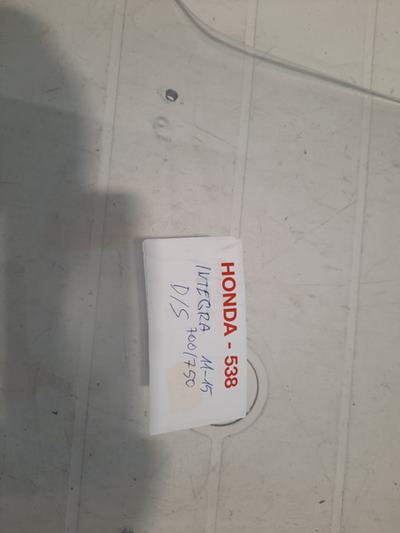 HONDA - 538
INTEGRA 11-15
D/S 700/750